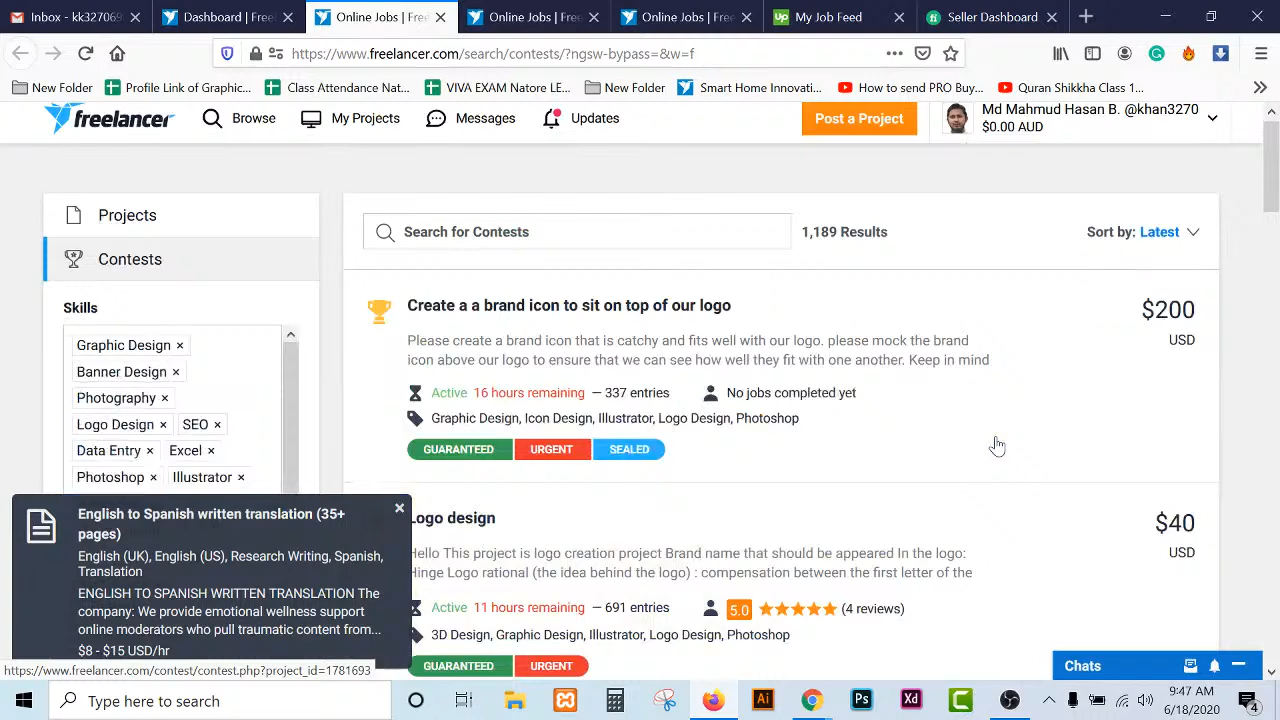 kk327069
Dashboard | Freel
Online Jobs | Fre
Online Jobs | Free
Online Jobs | Free
My Job Feed
Seller Dashboard
https://www.freelancer.com/search/contests/?ngsw-bypass=&w=f
New Folder
Profile Link of Graphic...
Class Attendance Nat...
VIVA EXAM Natore LE...
New Folder
Smart Home Innovati...
How to send PRO Buy...
Quran Shikkha Class 1...
freelancer
Browse
My Projects
Messages
Updates
Post a Project
Md Mahmud Hasan B. @khan3270
$0.00 AUD
Projects
Contests
Skills
Graphic Design ×
Banner Design ×
Photography ×
Logo Design × SEO ×
Data Entry × Excel ×
Photoshop × Illustrator ×
Search for Contests
1,189 Results
Sort by: Latest
Create a a brand icon to sit on top of our logo
$200
USD
Please create a brand icon that is catchy and fits well with our logo. please mock the brand
icon above our logo to ensure that we can see how well they fit with one another. Keep in mind
Active 16 hours remaining — 337 entries
No jobs completed yet
Graphic Design, Icon Design, Illustrator, Logo Design, Photoshop
GUARANTEED URGENT SEALED
Logo design
$40
USD
Hello This project is logo creation project Brand name that should be appeared In the logo:
Hinge Logo rational (the idea behind the logo) : compensation between the first letter of the
Active 11 hours remaining — 691 entries
5.0 (4 reviews)
3D Design, Graphic Design, Illustrator, Logo Design, Photoshop
GUARANTEED URGENT
English to Spanish written translation (35+
pages)
English (UK), English (US), Research Writing, Spanish,
Translation
ENGLISH TO SPANISH WRITTEN TRANSLATION The
company: We provide emotional wellness support
online moderators who pull traumatic content from...
$8 - $15 USD/hr
https://www.freelancer.com/contest/contest.php?project_id=1781693
Chats
Type here to search
Ai
Ps
Xd
9:47 AM
6/18/2020
4